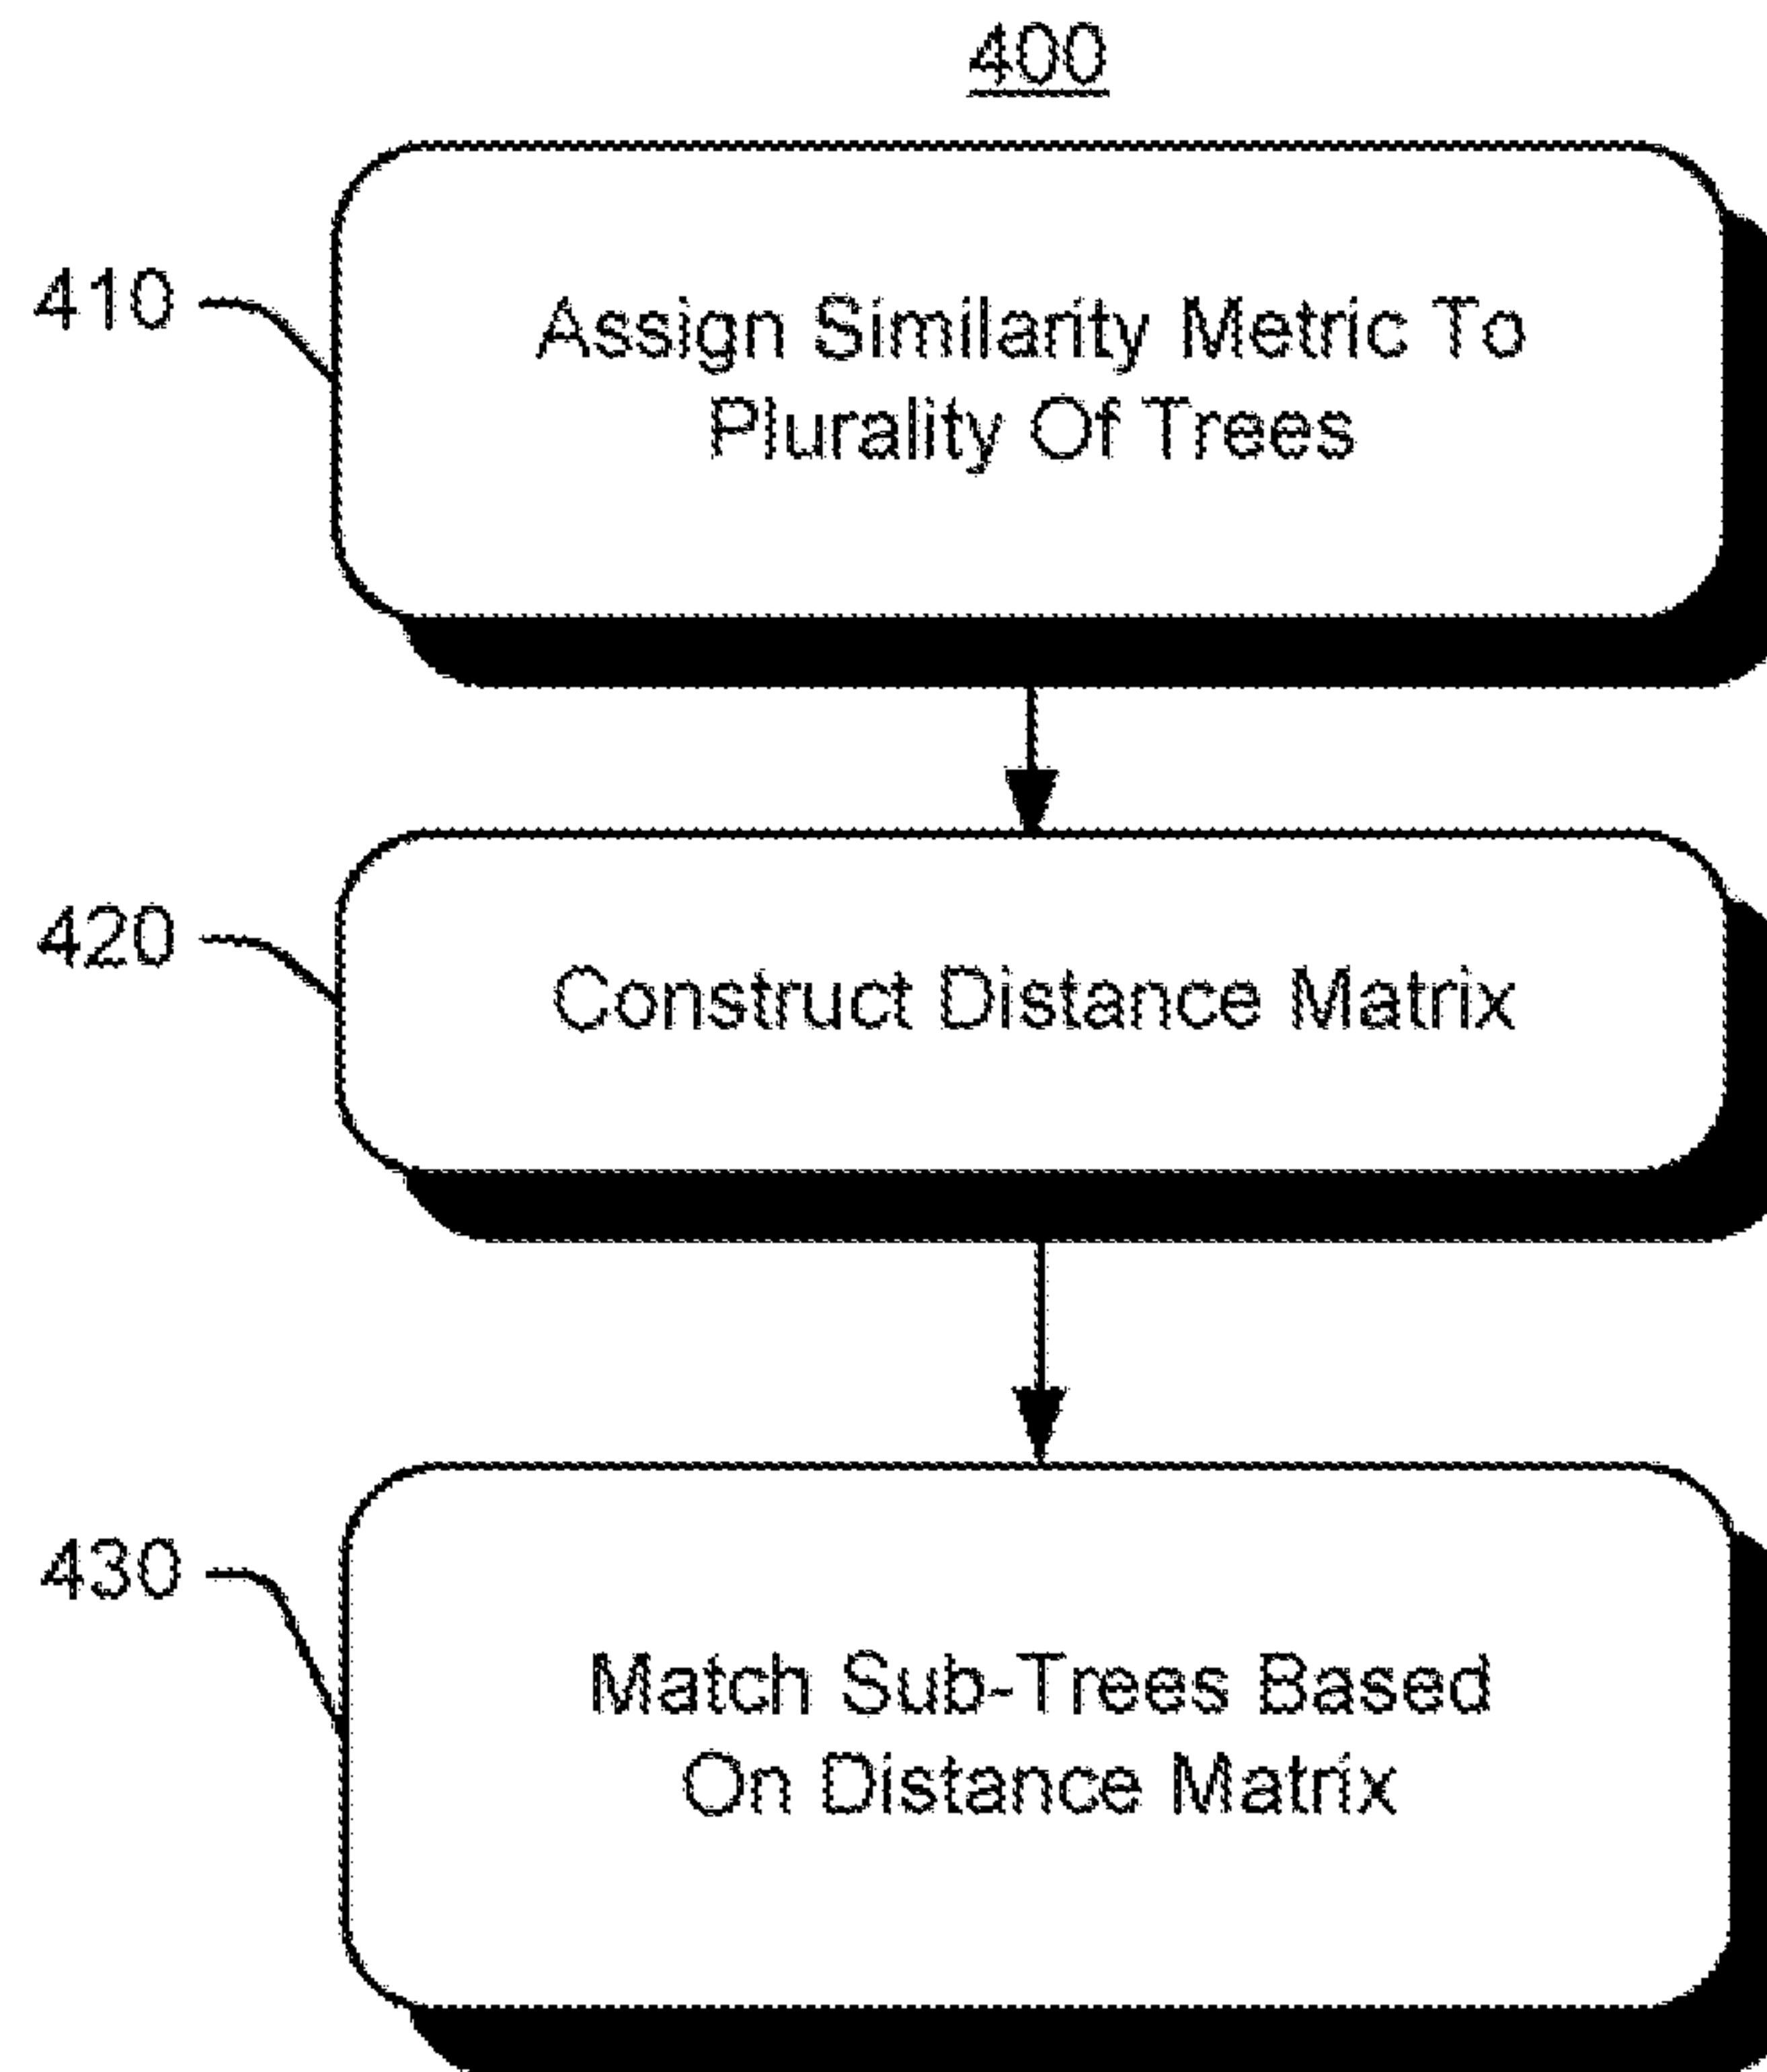 400
410
Assign Similarity Metric To
Plurality Of Trees
420
Construct Distance Matrix
430
Match Sub-Trees Based
On Distance Matrix